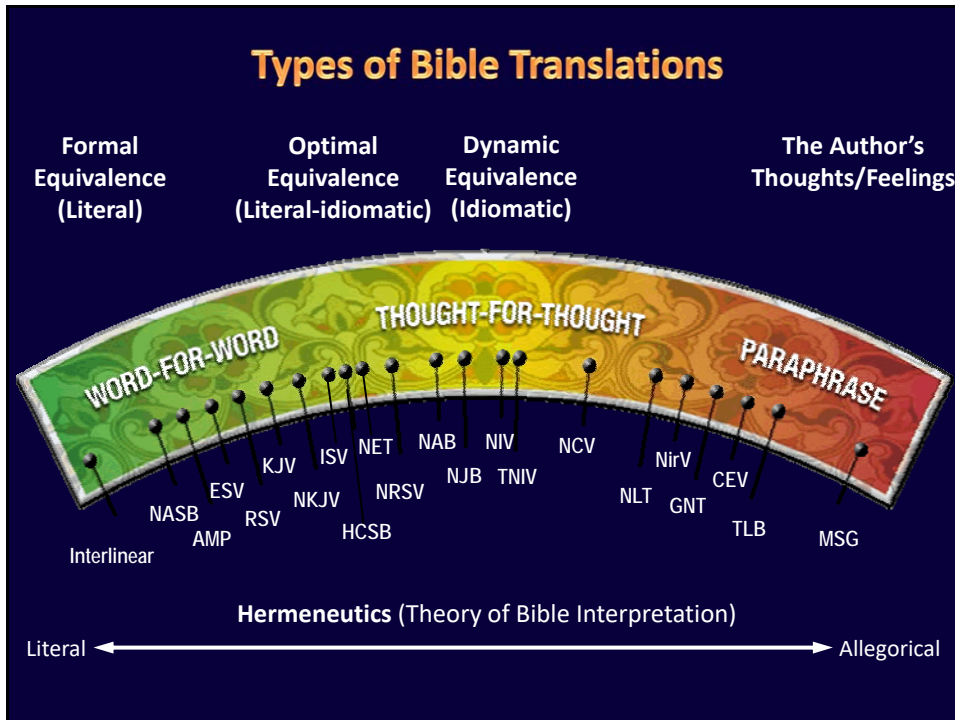 Types of Bible Translations
Formal
Equivalence
(Literal)
Optimal
Equivalence
(Literal-idiomatic)
Dynamic
Equivalence
(Idiomatic)
The Author's
Thoughts/Feelings
WORD-FOR-WORD
THOUGHT-FOR-THOUGHT
PARAPHRASE
Interlinear
NASB
AMP
ESV
RSV
KJV
NKJV
ISV
HCSB
NET
NRSV
NAB
NJB
NIV
TNIV
NCV
NLT
NirV
GNT
CEV
TLB
MSG
Hermeneutics (Theory of Bible Interpretation)
Literal
Allegorical